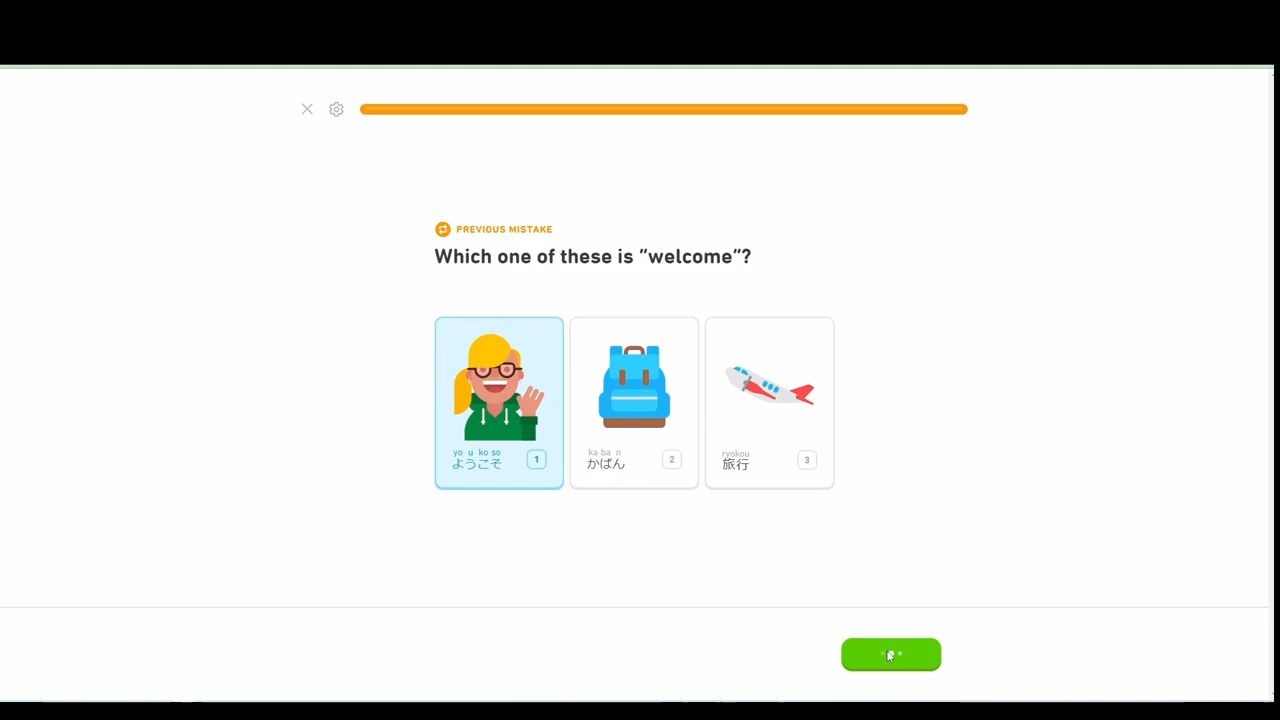 PREVIOUS MISTAKE
Which one of these is "welcome"?
yo u ko so
ようこそ
1
ka ba n
かばん
2
ryokou
旅行
3